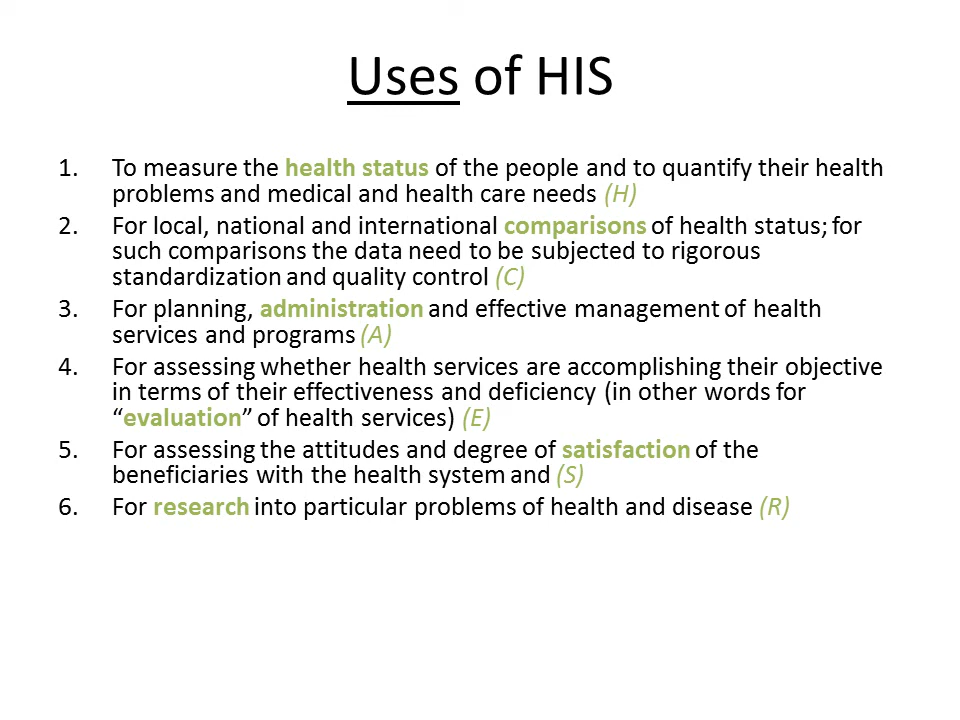 Uses of HIS
1. To measure the health status of the people and to quantify their health
problems and medical and health care needs (H)
2. For local, national and international comparisons of health status; for
such comparisons the data need to be subjected to rigorous
standardization and quality control (C)
3. For planning, administration and effective management of health
services and programs (A)
4. For assessing whether health services are accomplishing their objective
in terms of their effectiveness and deficiency (in other words for
“evaluation” of health services) (E)
5. For assessing the attitudes and degree of satisfaction of the
beneficiaries with the health system and (S)
6. For research into particular problems of health and disease (R)